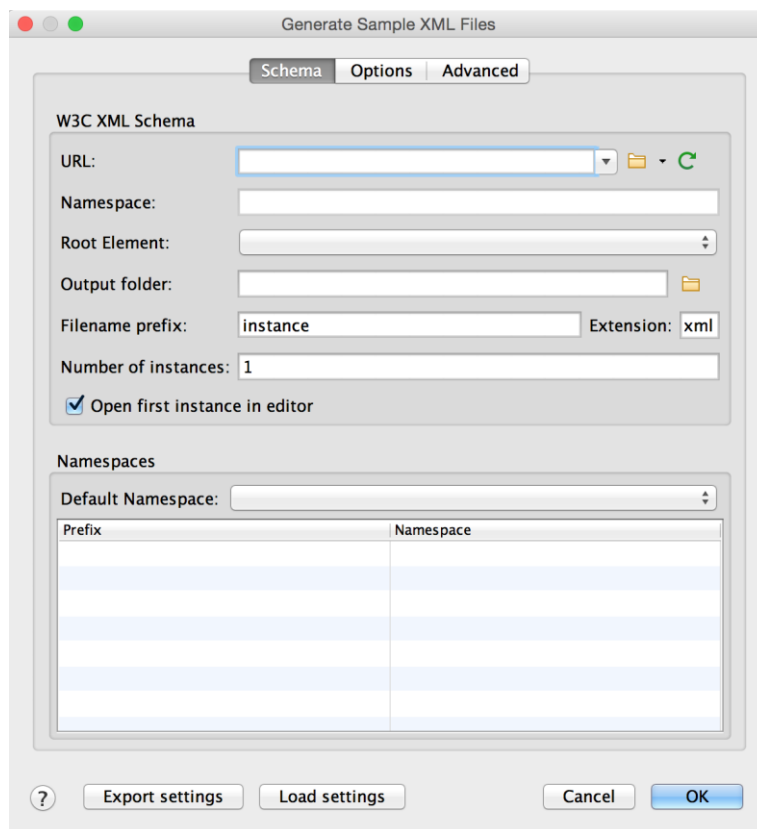 Generate Sample XML Files
Schema Options Advanced
W3C XML Schema
URL:
Namespace:
Root Element:
Output folder:
Filename prefix: instance Extension: xml
Number of instances: 1
Open first instance in editor
Namespaces
Default Namespace:
Prefix Namespace
? Export settings Load settings Cancel OK